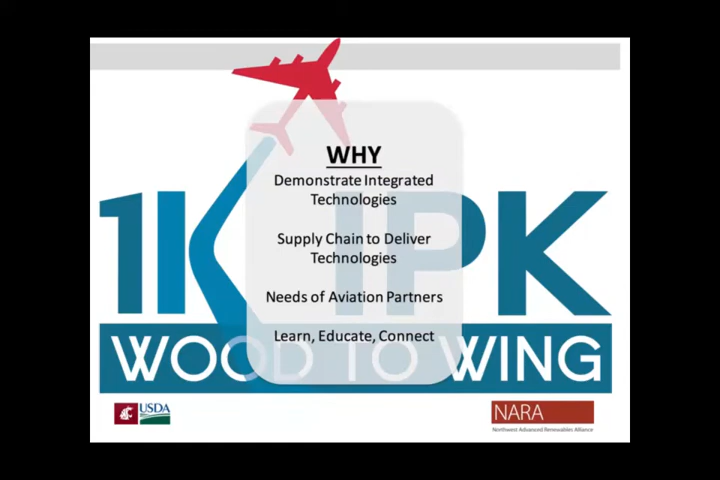 WHY
Demonstrate Integrated
Technologies
Supply Chain to Deliver
Technologies
Needs of Aviation Partners
Learn, Educate, Connect
1K IPK
WOOD TO WING
USDA
NARA
Northwest Advanced Renewables Alliance